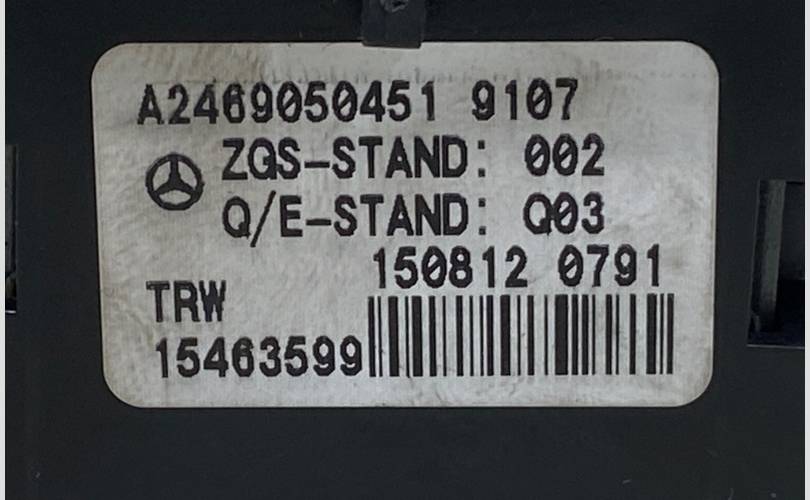 A2469050451 9107
ZGS-STAND: 002
Q/E-STAND: Q03
150812 0791
TRW
15463599